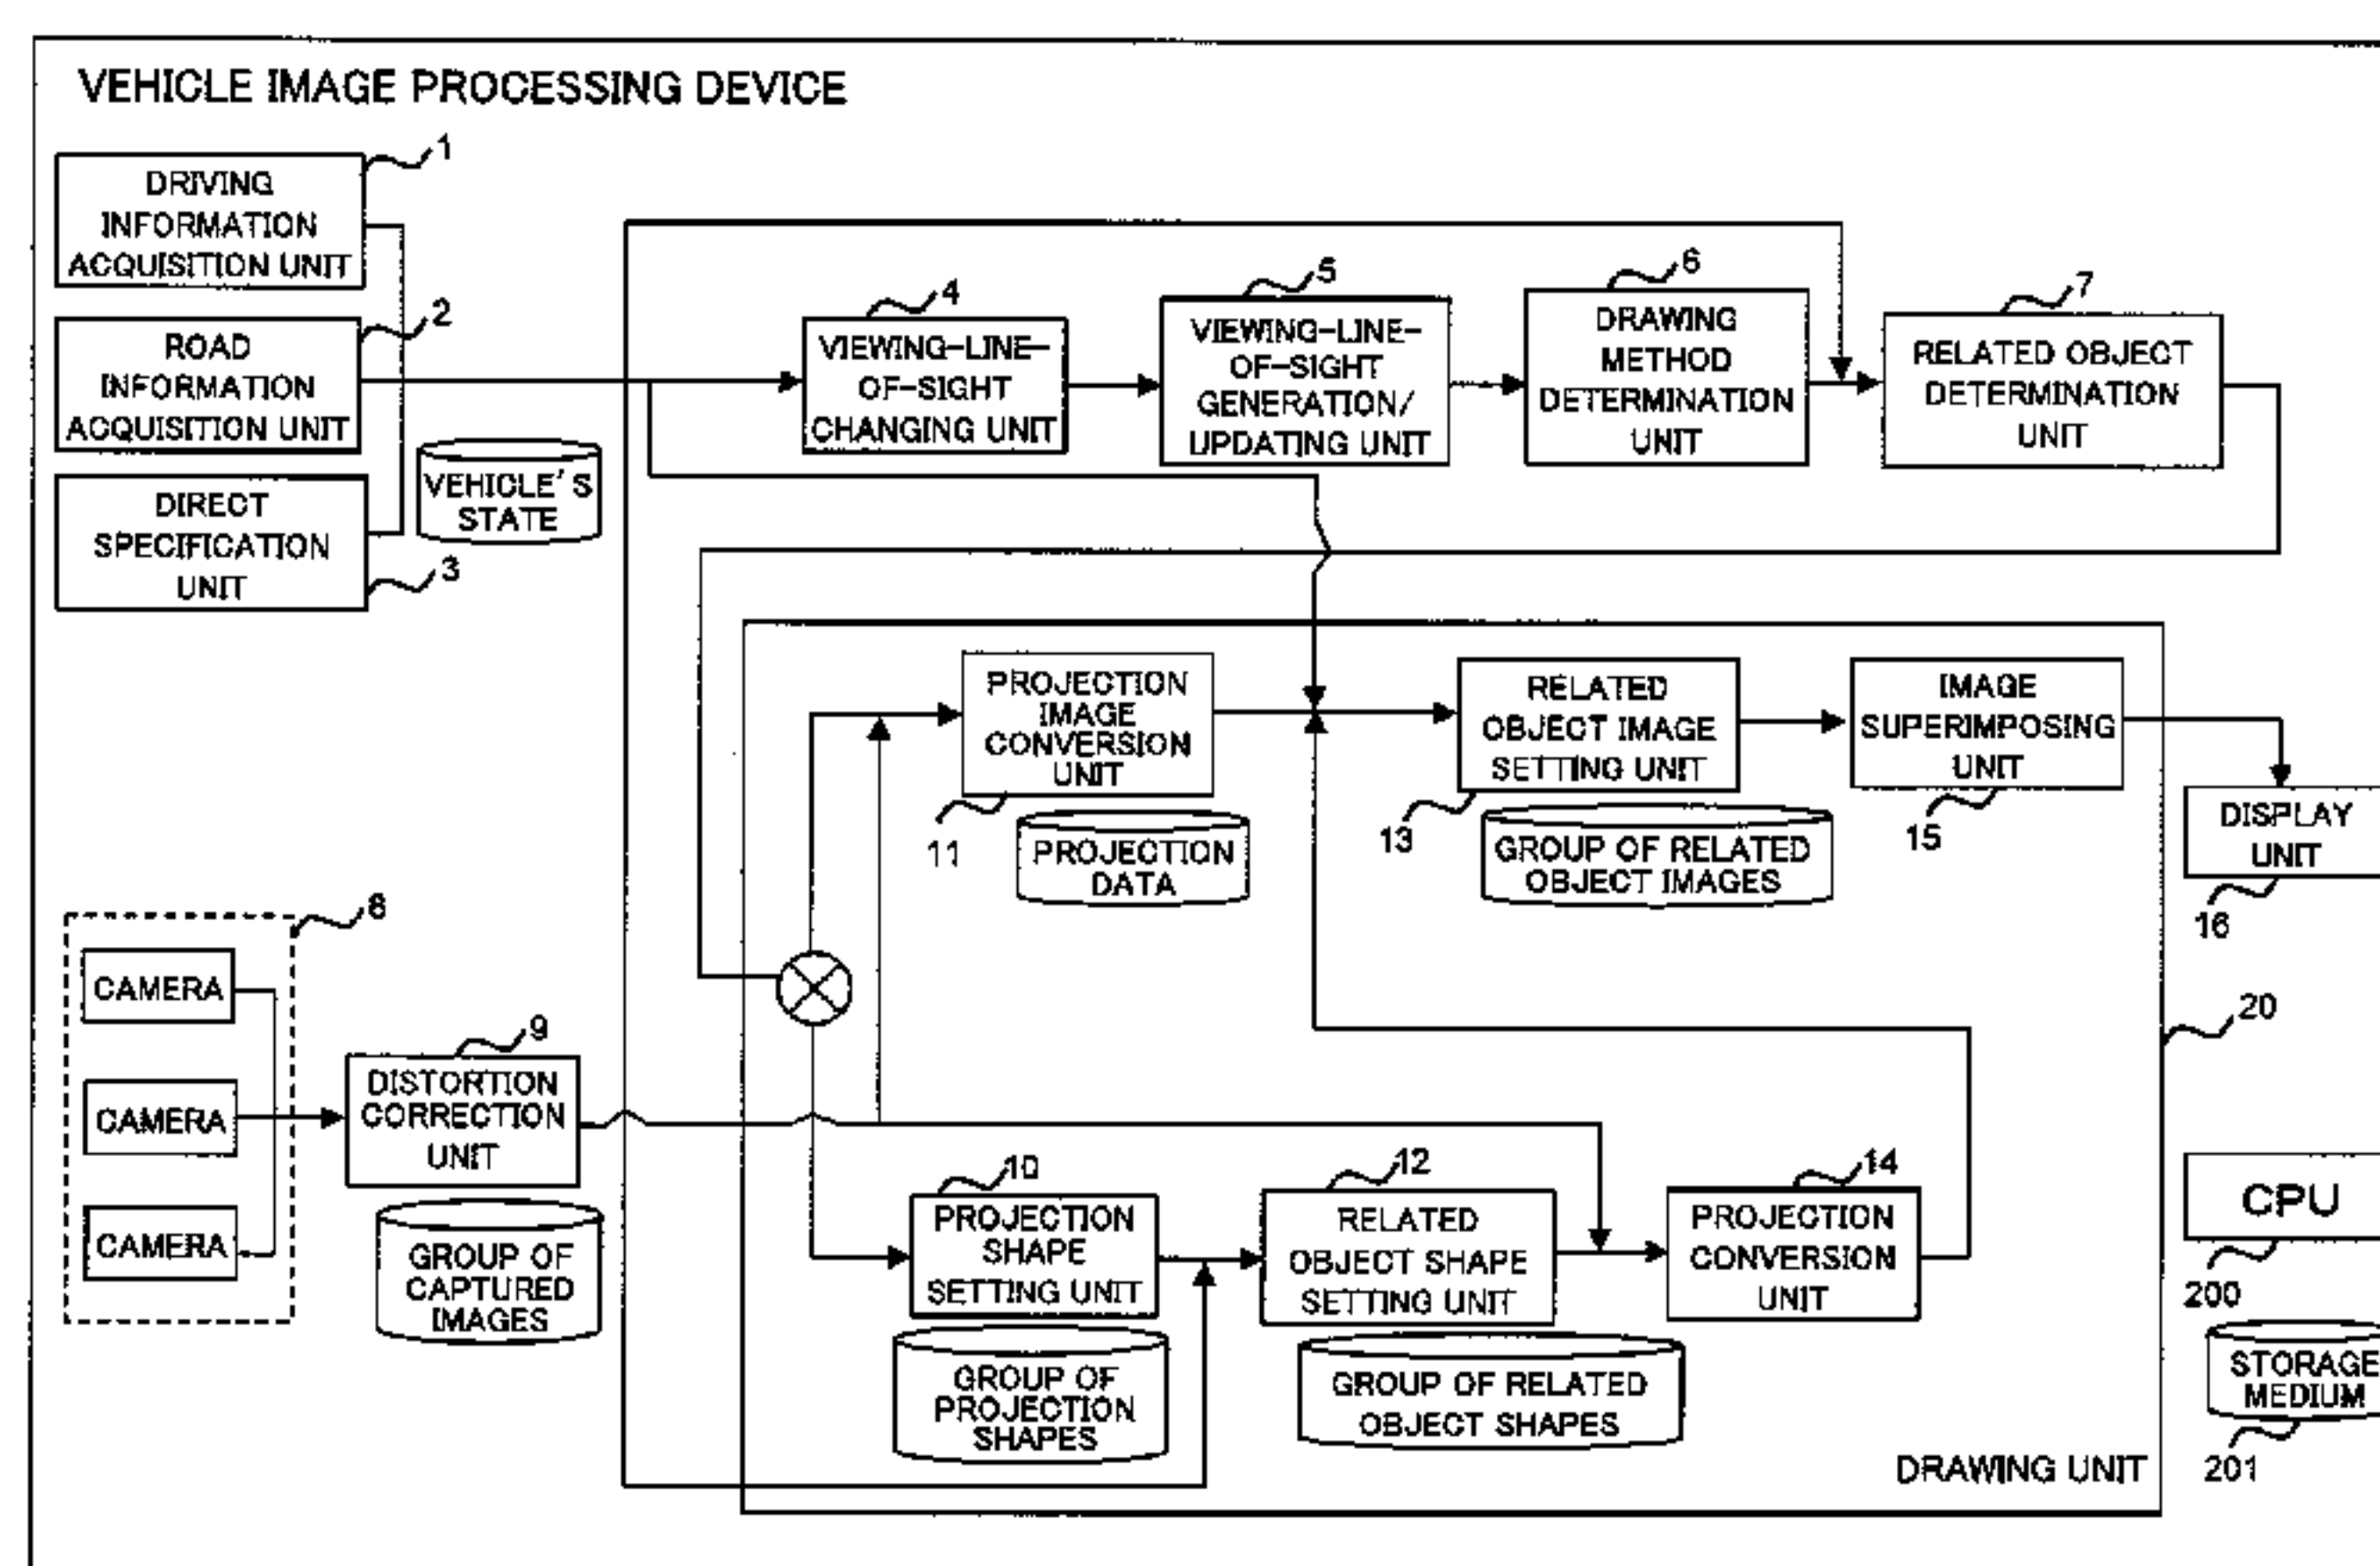 VEHICLE IMAGE PROCESSING DEVICE
1
DRIVING
INFORMATION
ACQUISITION UNIT
2
ROAD
INFORMATION
ACQUISITION UNIT
DIRECT
SPECIFICATION
UNIT
3
VEHICLE'S
STATE
4
VIEWING-LINE-
OF-SIGHT
CHANGING UNIT
5
VIEWING-LINE-
OF-SIGHT
GENERATION/
UPDATING UNIT
6
DRAWING
METHOD
DETERMINATION
UNIT
7
RELATED OBJECT
DETERMINATION
UNIT
PROJECTION
IMAGE
CONVERSION
UNIT
11
PROJECTION
DATA
RELATED
OBJECT IMAGE
SETTING UNIT
13
GROUP OF RELATED
OBJECT IMAGES
IMAGE
SUPERIMPOSING
UNIT
15
DISPLAY
UNIT
16
8
CAMERA
CAMERA
CAMERA
9
DISTORTION
CORRECTION
UNIT
GROUP OF
CAPTURED
IMAGES
10
PROJECTION
SHAPE
SETTING UNIT
GROUP OF
PROJECTION
SHAPES
12
RELATED
OBJECT SHAPE
SETTING UNIT
GROUP OF RELATED
OBJECT SHAPES
14
PROJECTION
CONVERSION
UNIT
20
DRAWING UNIT
CPU
200
STORAGE
MEDIUM
201